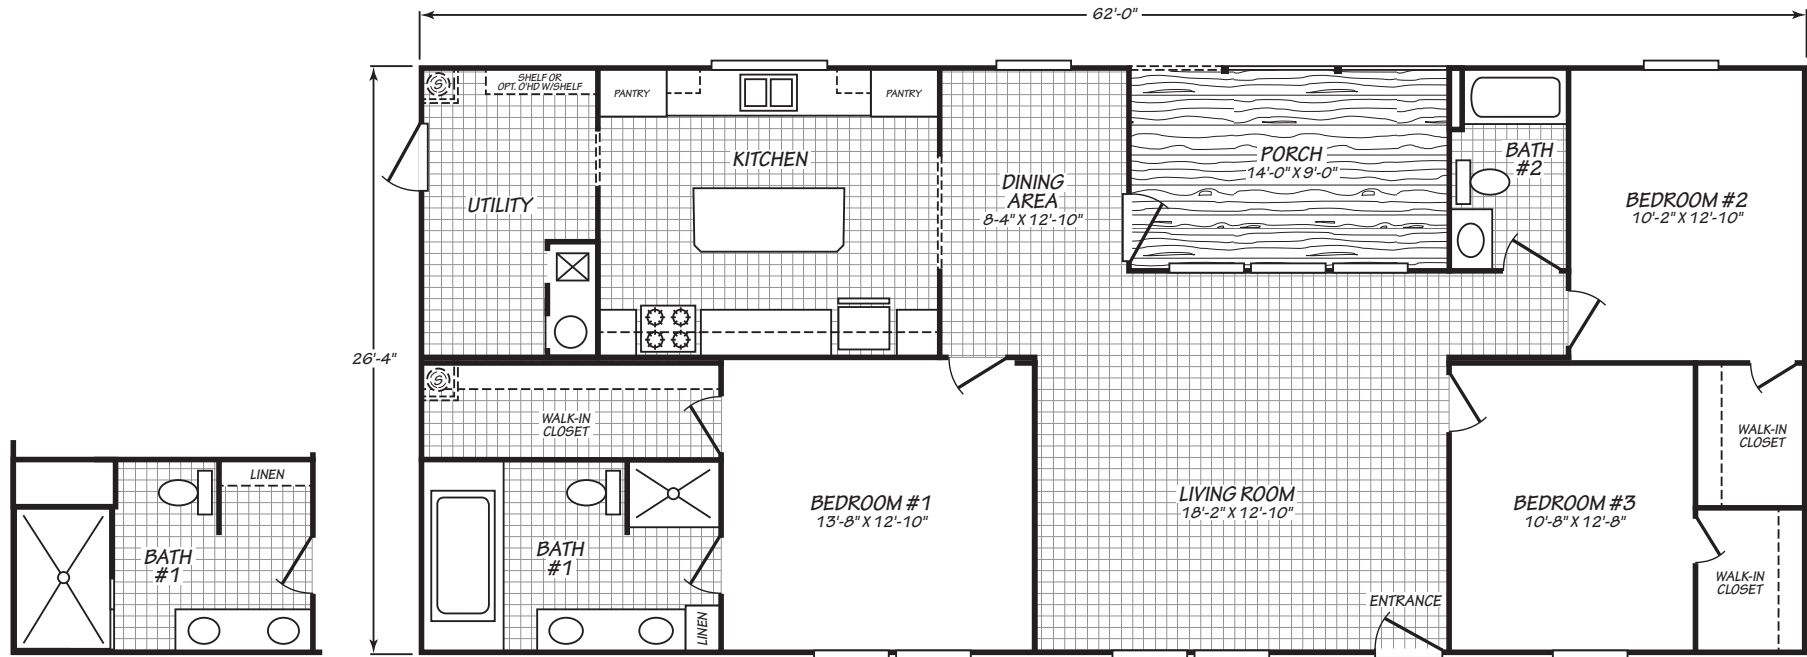 62'-0"
SHELF OR
OPT. O'HD W/SHELF
S
PANTRY
PANTRY
KITCHEN
UTILITY
DINING
AREA
8-4" X 12'-10"
PORCH
14'-0" X 9'-0"
BATH
#2
BEDROOM #2
10'-2" X 12'-10"
26'-4"
S
WALK-IN
CLOSET
WALK-IN
CLOSET
LINEN
BATH
#1
BATH
#1
LINEN
BEDROOM #1
13'-8" X 12'-10"
LIVING ROOM
18'-2" X 12'-10"
BEDROOM #3
10'-8" X 12'-8"
WALK-IN
CLOSET
ENTRANCE